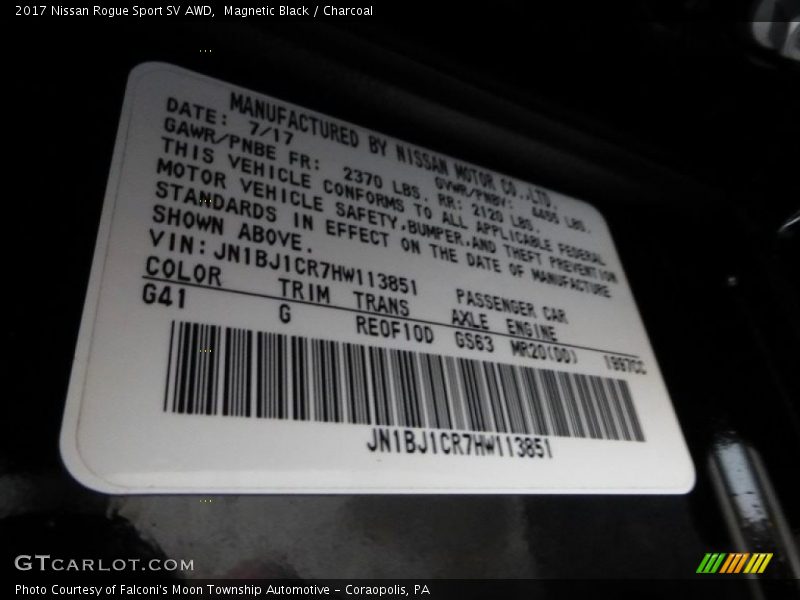 2017 Nissan Rogue Sport SV AWD,  Magnetic Black / Charcoal
MANUFACTURED BY NISSAN MOTOR CO.,LTD.
DATE: 7/17
GVWR/PNBV: 4486 LBS.
GAWR/PNBE FR: 2370 LBS. RR: 2120 LBS.
THIS VEHICLE CONFORMS TO ALL APPLICABLE FEDERAL
MOTOR VEHICLE SAFETY,BUMPER,AND THEFT PREVENTION
STANDARDS IN EFFECT ON THE DATE OF MANUFACTURE
SHOWN ABOVE.
VIN: JN1BJ1CR7HW113851
PASSENGER CAR
COLOR TRIM TRANS AXLE ENGINE
G41 G RE0F10D GS63 MR20(DD) 1997CC
JN1BJ1CR7HW113851
GTCARLOT.COM
Photo Courtesy of Falconi's Moon Township Automotive - Coraopolis, PA